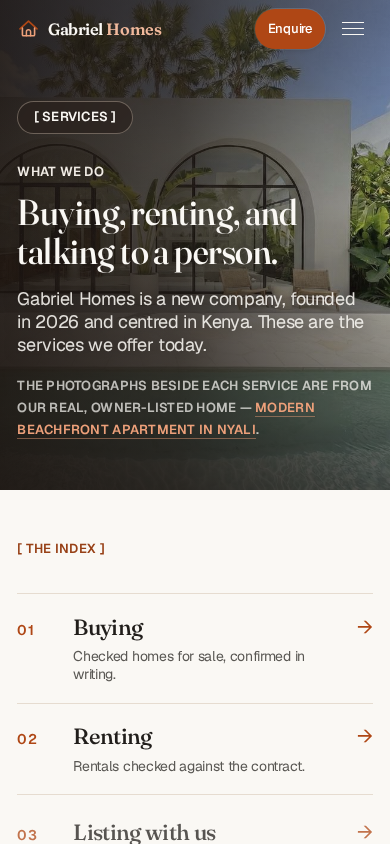 Gabriel Homes
Enquire
[ SERVICES ]
WHAT WE DO
Buying, renting, and
talking to a person.
Gabriel Homes is a new company, founded
in 2026 and centred in Kenya. These are the
services we offer today.
THE PHOTOGRAPHS BESIDE EACH SERVICE ARE FROM
OUR REAL, OWNER-LISTED HOME — MODERN
BEACHFRONT APARTMENT IN NYALI.
[ THE INDEX ]
01 Buying
Checked homes for sale, confirmed in
writing.
02 Renting
Rentals checked against the contract.
03 Listing with us